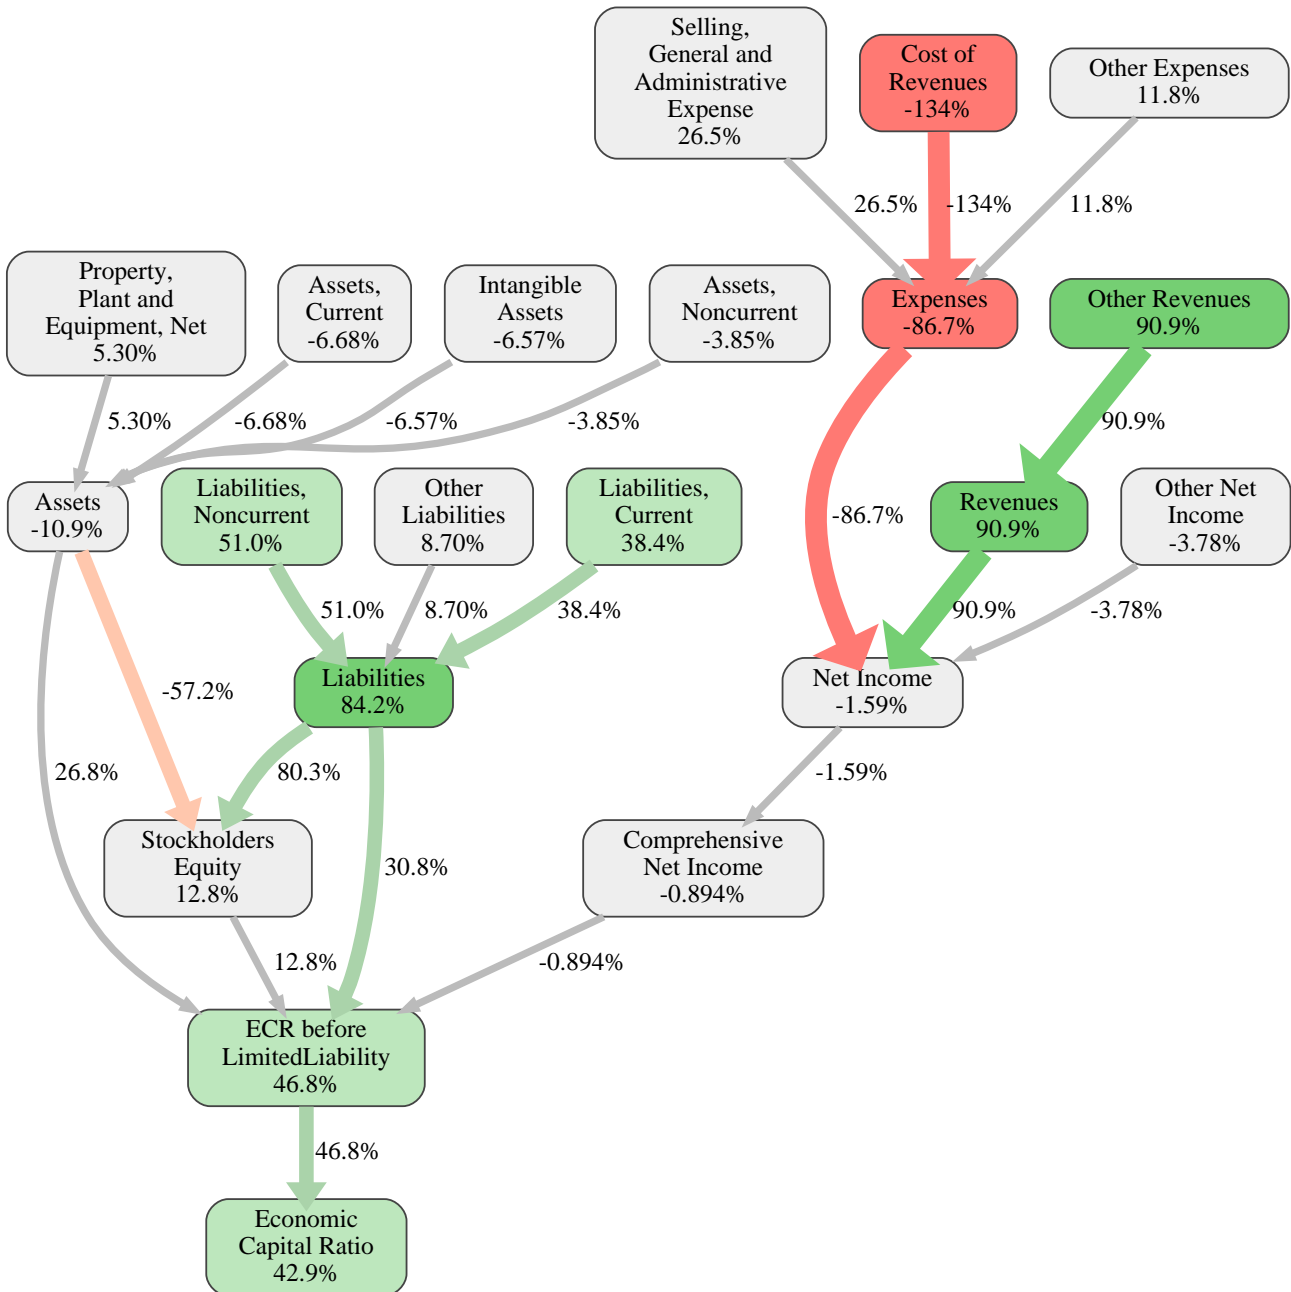 Selling,
General and
Administrative
Expense
26.5%
Cost of
Revenues
-134%
Other Expenses
11.8%
26.5%
-134%
11.8%
Property,
Plant and
Equipment, Net
5.30%
Assets,
Current
-6.68%
Intangible
Assets
-6.57%
Assets,
Noncurrent
-3.85%
Expenses
-86.7%
Other Revenues
90.9%
5.30%
-6.68%
-6.57%
-3.85%
90.9%
Assets
-10.9%
Liabilities,
Noncurrent
51.0%
Other
Liabilities
8.70%
Liabilities,
Current
38.4%
-86.7%
Revenues
90.9%
Other Net
Income
-3.78%
51.0%
8.70%
38.4%
90.9%
-3.78%
-57.2%
Liabilities
84.2%
Net Income
-1.59%
26.8%
80.3%
-1.59%
Stockholders
Equity
12.8%
30.8%
Comprehensive
Net Income
-0.894%
12.8%
-0.894%
ECR before
LimitedLiability
46.8%
46.8%
Economic
Capital Ratio
42.9%